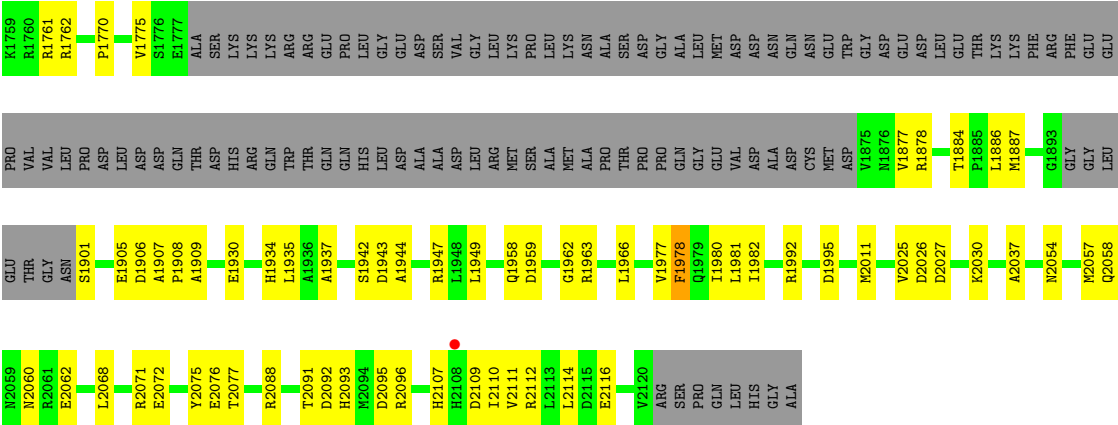 K1759 R1760 R1761 R1762 P1770 V1775 S1776 E1777 ALA SER LYS LYS LYS ARG ARG GLU PRO LEU GLY GLU ASP SER VAL GLY LEU LYS PRO LEU LYS ASN ALA SER ASP GLY ALA LEU MET ASP ASP ASN GLN ASN GLU TRP GLY ASP GLU ASP LEU GLU THR LYS LYS PHE ARG PHE GLU GLU
PRO VAL VAL LEU PRO ASP LEU ASP ASP GLN THR ASP HIS ARG GLN TRP THR GLN GLN HIS LEU ASP ALA ALA ASP LEU ARG MET SER ALA MET ALA PRO THR PRO PRO GLN GLY GLU VAL ASP ALA ASP CYS MET ASP V1875 N1876 V1877 R1878 T1884 P1885 L1886 M1887 G1893 GLY GLY LEU
GLU THR GLY ASN S1901 E1905 D1906 A1907 P1908 A1909 E1930 H1934 L1935 A1936 A1937 S1942 D1943 A1944 R1947 L1948 L1949 Q1958 D1959 G1962 R1963 L1966 V1977 F1978 Q1979 I1980 L1981 I1982 R1992 D1995 M2011 V2025 D2026 D2027 K2030 A2037 N2054 M2057 Q2058
N2059 N2060 R2061 E2062 L2068 R2071 E2072 Y2075 E2076 T2077 R2088 T2091 D2092 H2093 M2094 D2095 R2096 H2107 H2108 D2109 I2110 V2111 R2112 L2113 L2114 D2115 E2116 V2120 ARG SER PRO GLN LEU HIS GLY ALA